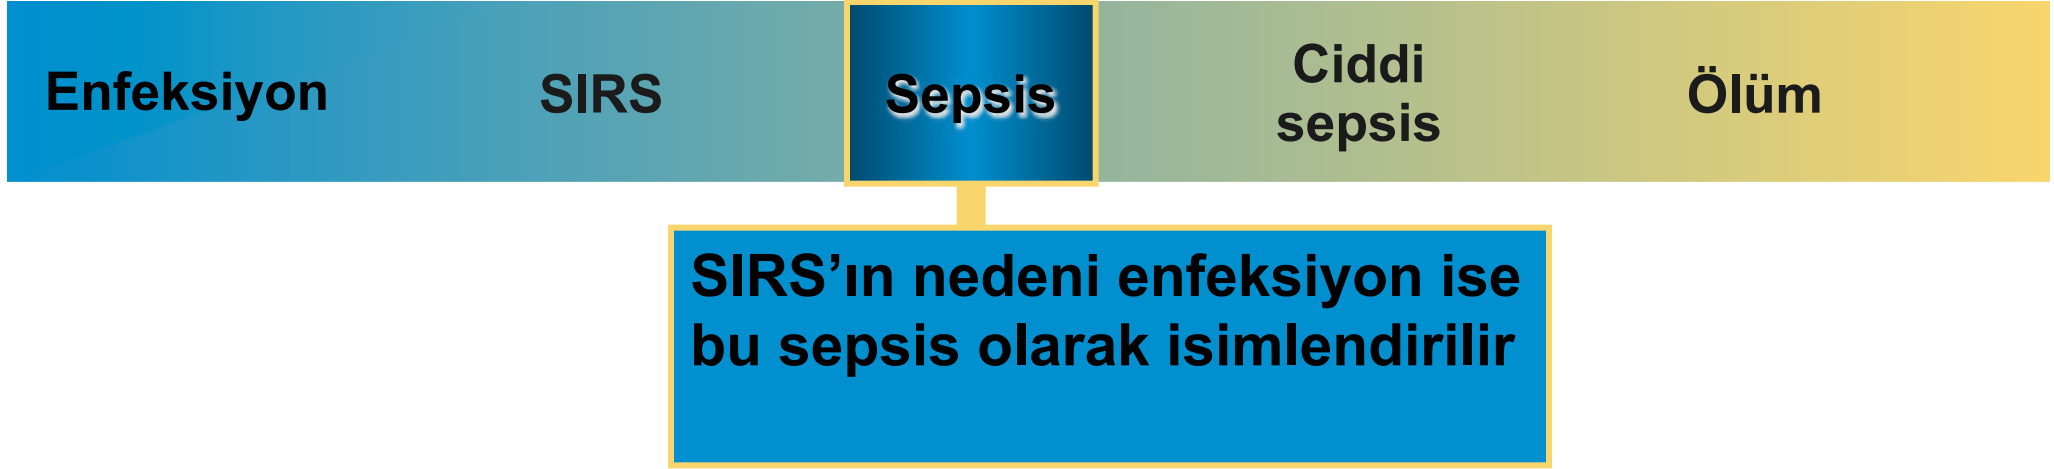 Enfeksiyon
SIRS
Sepsis
Ciddi
sepsis
Ölüm
SIRS’ın nedeni enfeksiyon ise
bu sepsis olarak isimlendirilir